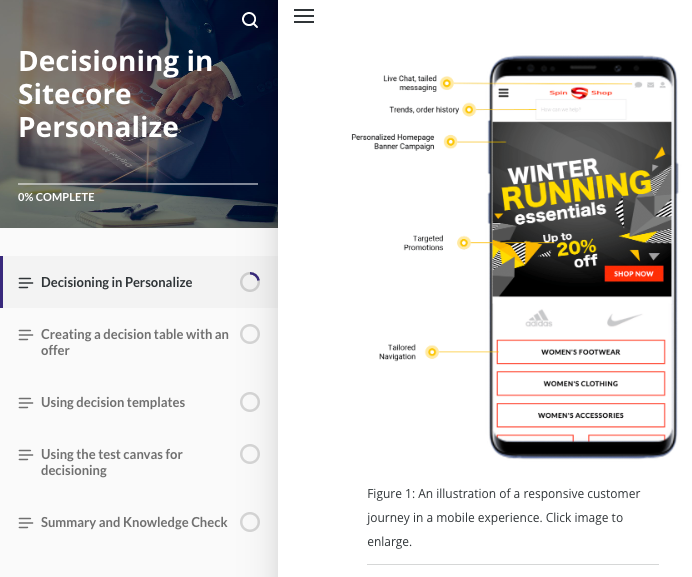 Decisioning in
Sitecore
Personalize
0% COMPLETE
Decisioning in Personalize
Creating a decision table with an
offer
Using decision templates
Using the test canvas for
decisioning
Summary and Knowledge Check
Live Chat, tailed
messaging
Trends, order history
Personalized Homepage
Banner Campaign
Targeted
Promotions
Tailored
Navigation
Spin S Shop
WINTER
RUNNING
essentials
Up to
20%
off
SHOP NOW
adidas
WOMEN'S FOOTWEAR
WOMEN'S CLOTHING
WOMEN'S ACCESSORIES
Figure 1: An illustration of a responsive customer
journey in a mobile experience. Click image to
enlarge.